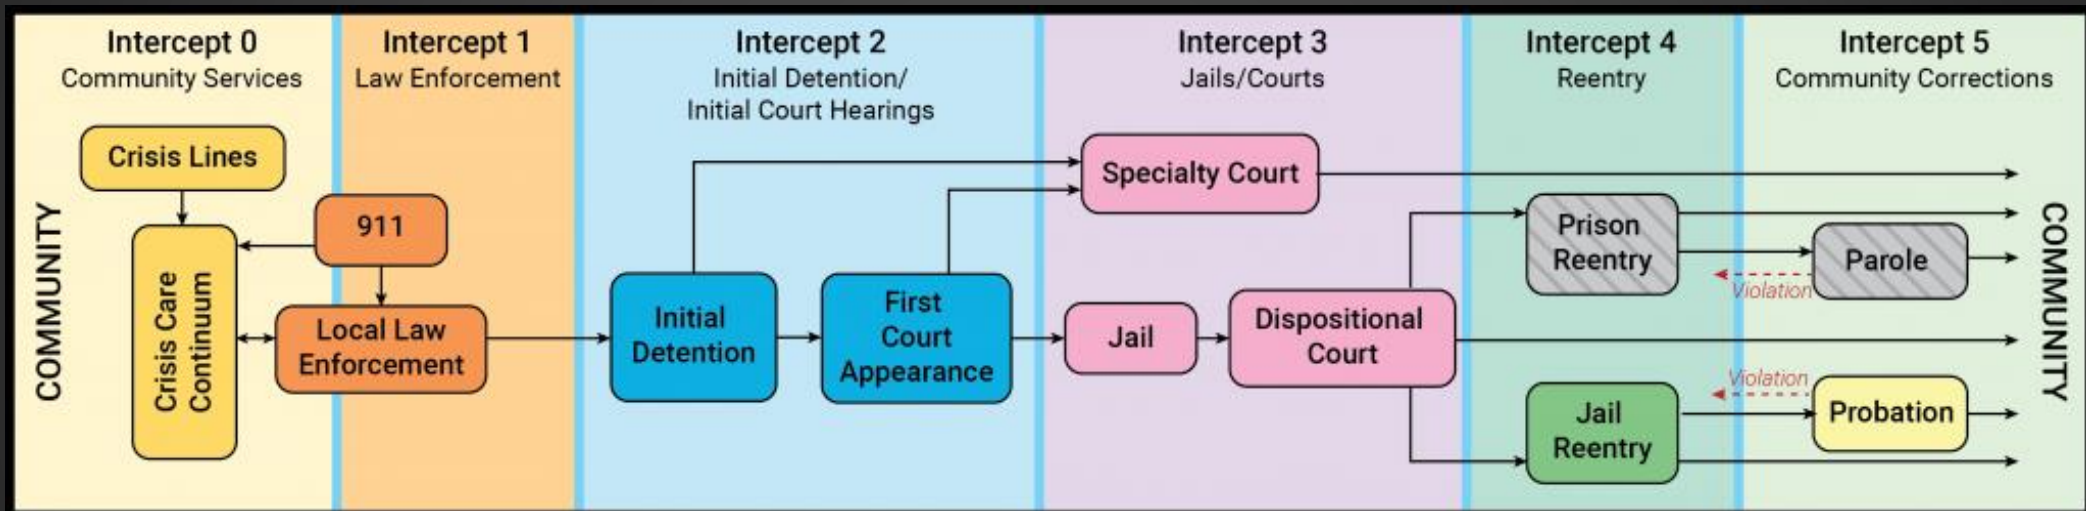 Intercept 0
Community Services
Intercept 1
Law Enforcement
Intercept 2
Initial Detention/
Initial Court Hearings
Intercept 3
Jails/Courts
Intercept 4
Reentry
Intercept 5
Community Corrections
COMMUNITY
Crisis Lines
Crisis Care
Continuum
911
Local Law
Enforcement
Initial
Detention
First
Court
Appearance
Specialty Court
Jail
Dispositional
Court
Prison
Reentry
Jail
Reentry
Parole
Violation
Violation
Probation
COMMUNITY